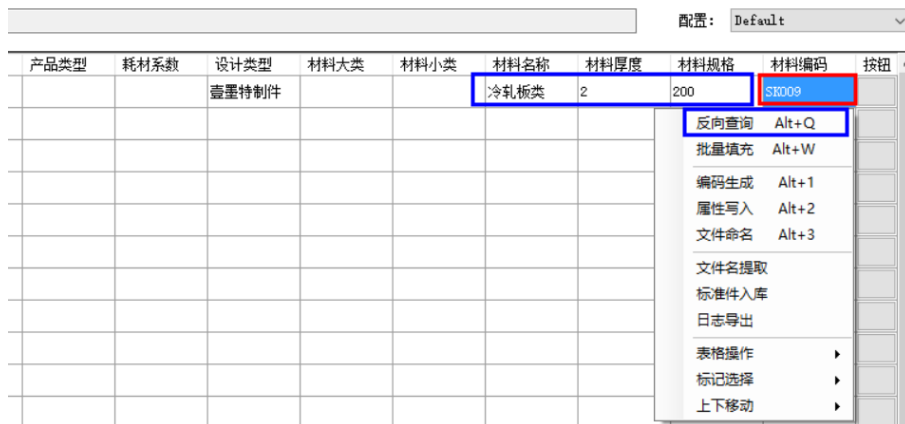 配置： Default
产品类型 耗材系数 设计类型 材料大类 材料小类 材料名称 材料厚度 材料规格 材料编码 按钮
壹墨特制件 冷轧板类 2 200 SK009
反向查询 Alt+Q
批量填充 Alt+W
编码生成 Alt+1
属性写入 Alt+2
文件命名 Alt+3
文件名提取
标准件入库
日志导出
表格操作
标记选择
上下移动